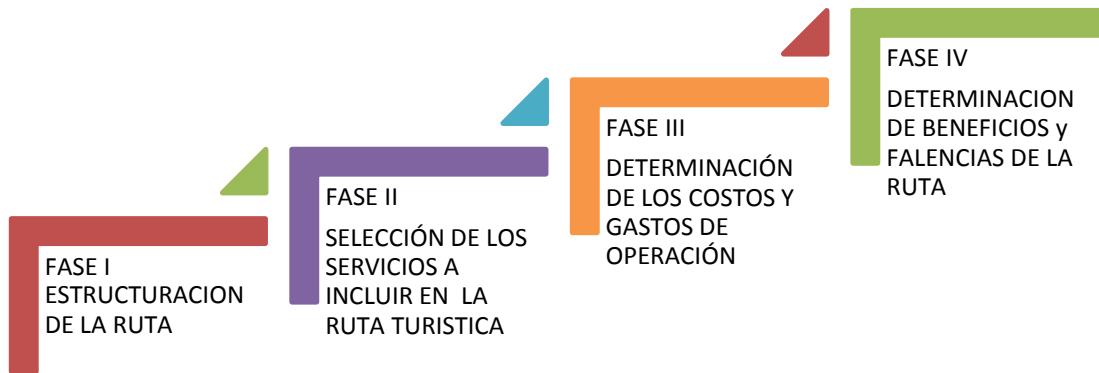 FASE I
ESTRUCTURACION
DE LA RUTA
FASE II
SELECCIÓN DE LOS
SERVICIOS A
INCLUIR EN  LA
RUTA TURISTICA
FASE III
DETERMINACIÓN
DE LOS COSTOS Y
GASTOS DE
OPERACIÓN
FASE IV
DETERMINACION
DE BENEFICIOS y
FALENCIAS DE LA
RUTA